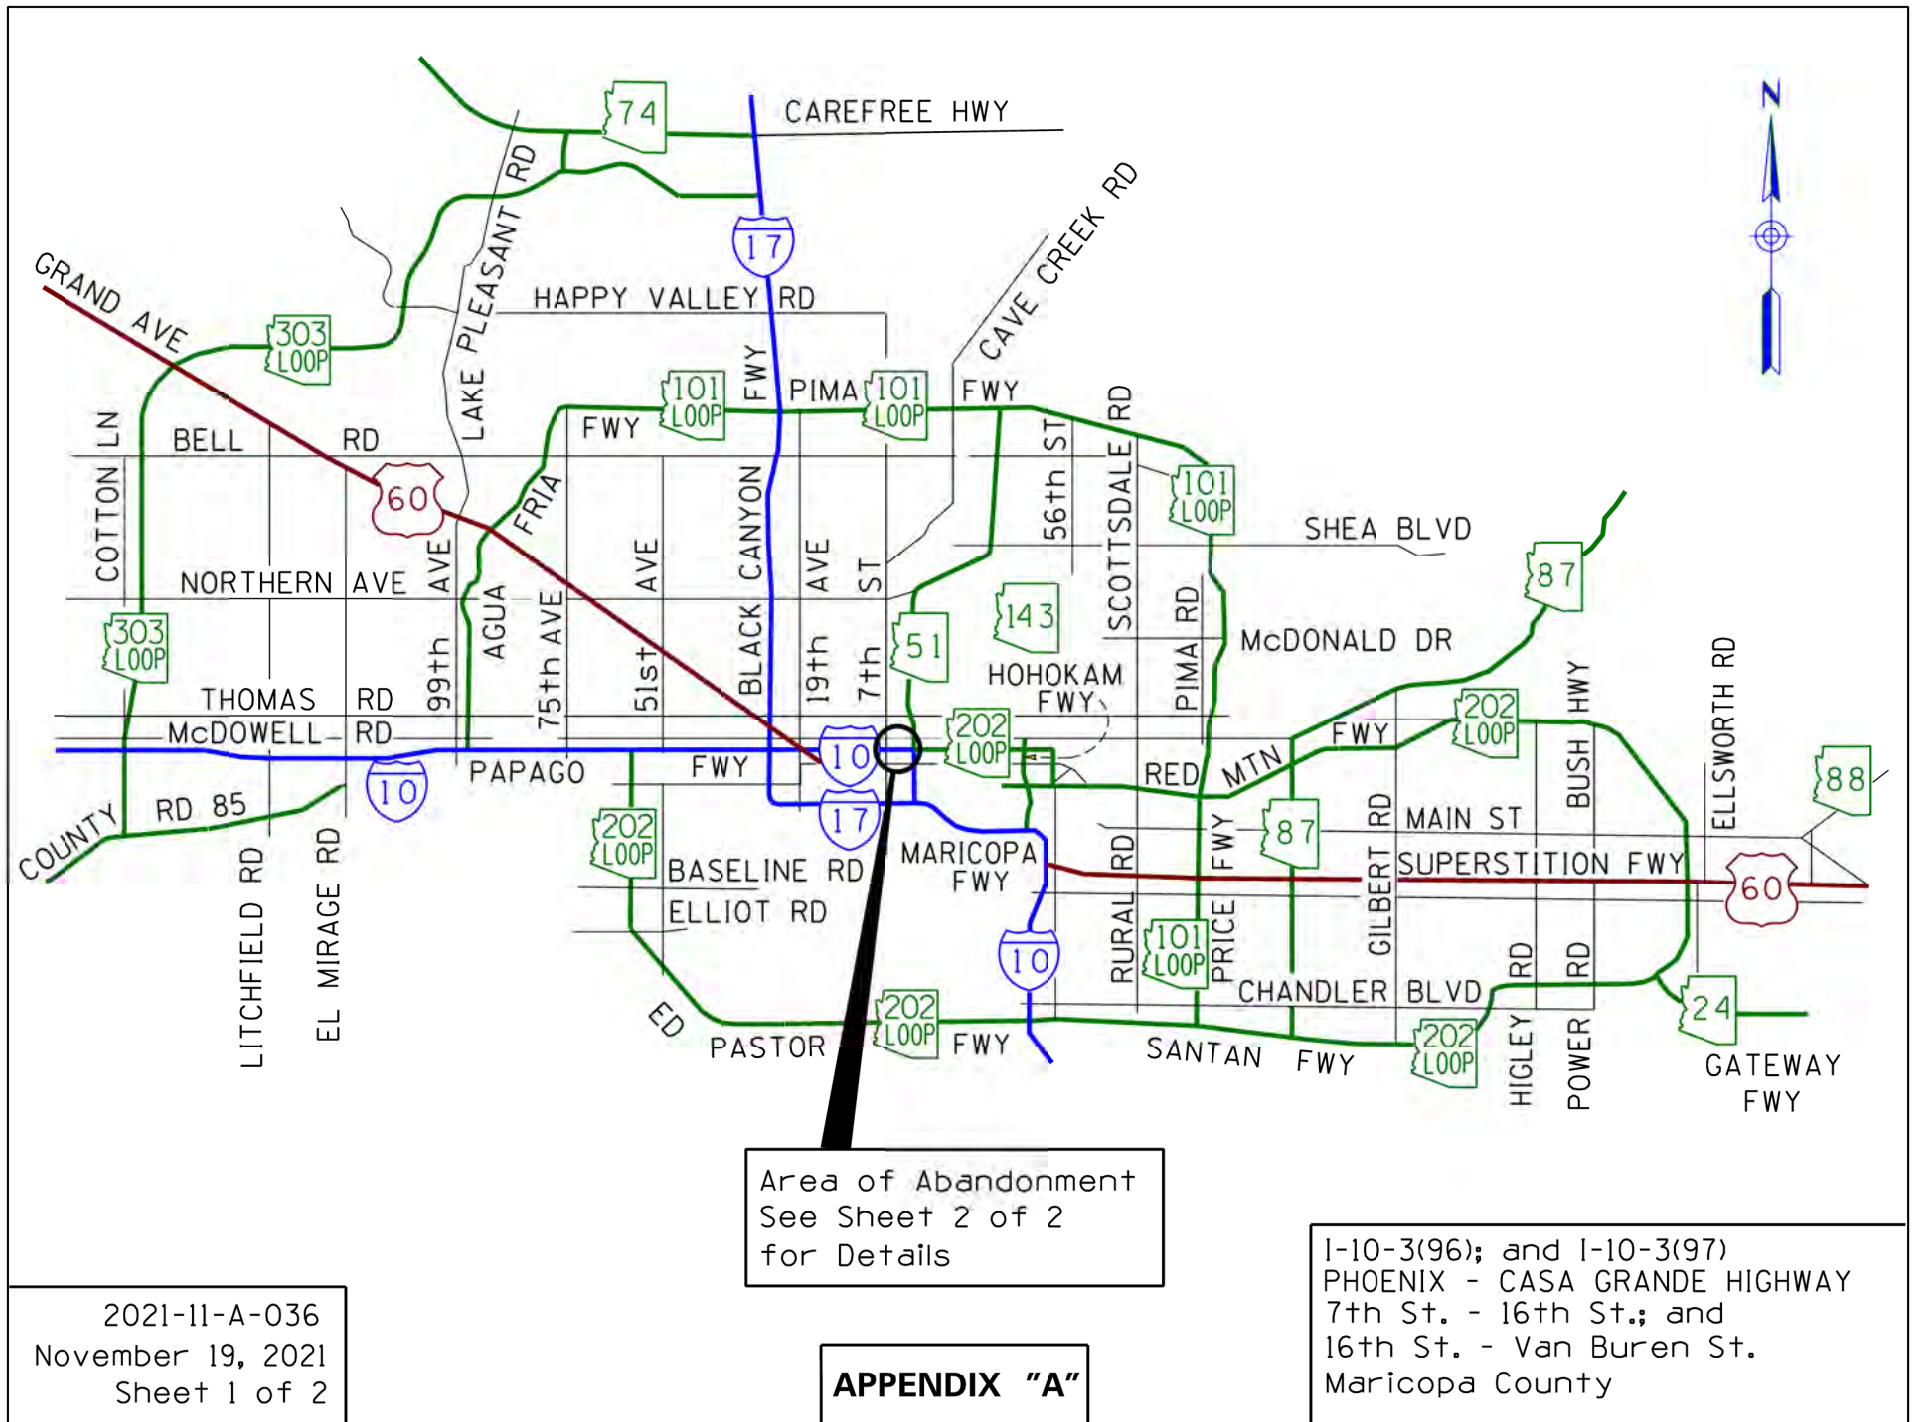 74
CAREFREE HWY
N
LAKE PLEASANT RD
17
CAVE CREEK RD
GRAND AVE
HAPPY VALLEY RD
303
LOOP
101
LOOP
FWY
PIMA
101
LOOP
FWY
FWY
COTTON LN
BELL RD
60
AGUA FRIA
BLACK CANYON
56th ST
SCOTTSDALE RD
101
LOOP
SHEA BLVD
87
NORTHERN AVE
99th AVE
75th AVE
51st AVE
19th AVE
7th ST
303
LOOP
51
143
PIMA RD
McDONALD DR
HOHOKAM
FWY
THOMAS RD
McDOWELL RD
202
LOOP
202
LOOP
FWY
BUSH HWY
ELLSWORTH RD
10
PAPAGO FWY
10
RED MTN
88
COUNTY RD 85
17
202
LOOP
MARICOPA
FWY
87
MAIN ST
SUPERSTITION FWY
60
BASELINE RD
ELLIOT RD
LITCHFIELD RD
EL MIRAGE RD
10
RURAL RD
101
LOOP
PRICE FWY
GILBERT RD
CHANDLER BLVD
HIGLEY RD
POWER RD
24
ED PASTOR
202
LOOP
FWY
SANTAN FWY
202
LOOP
GATEWAY
FWY
Area of Abandonment
See Sheet 2 of 2
for Details
I-10-3(96); and I-10-3(97)
PHOENIX - CASA GRANDE HIGHWAY
7th St. - 16th St.; and
16th St. - Van Buren St.
Maricopa County
2021-11-A-036
November 19, 2021
Sheet 1 of 2
APPENDIX "A"